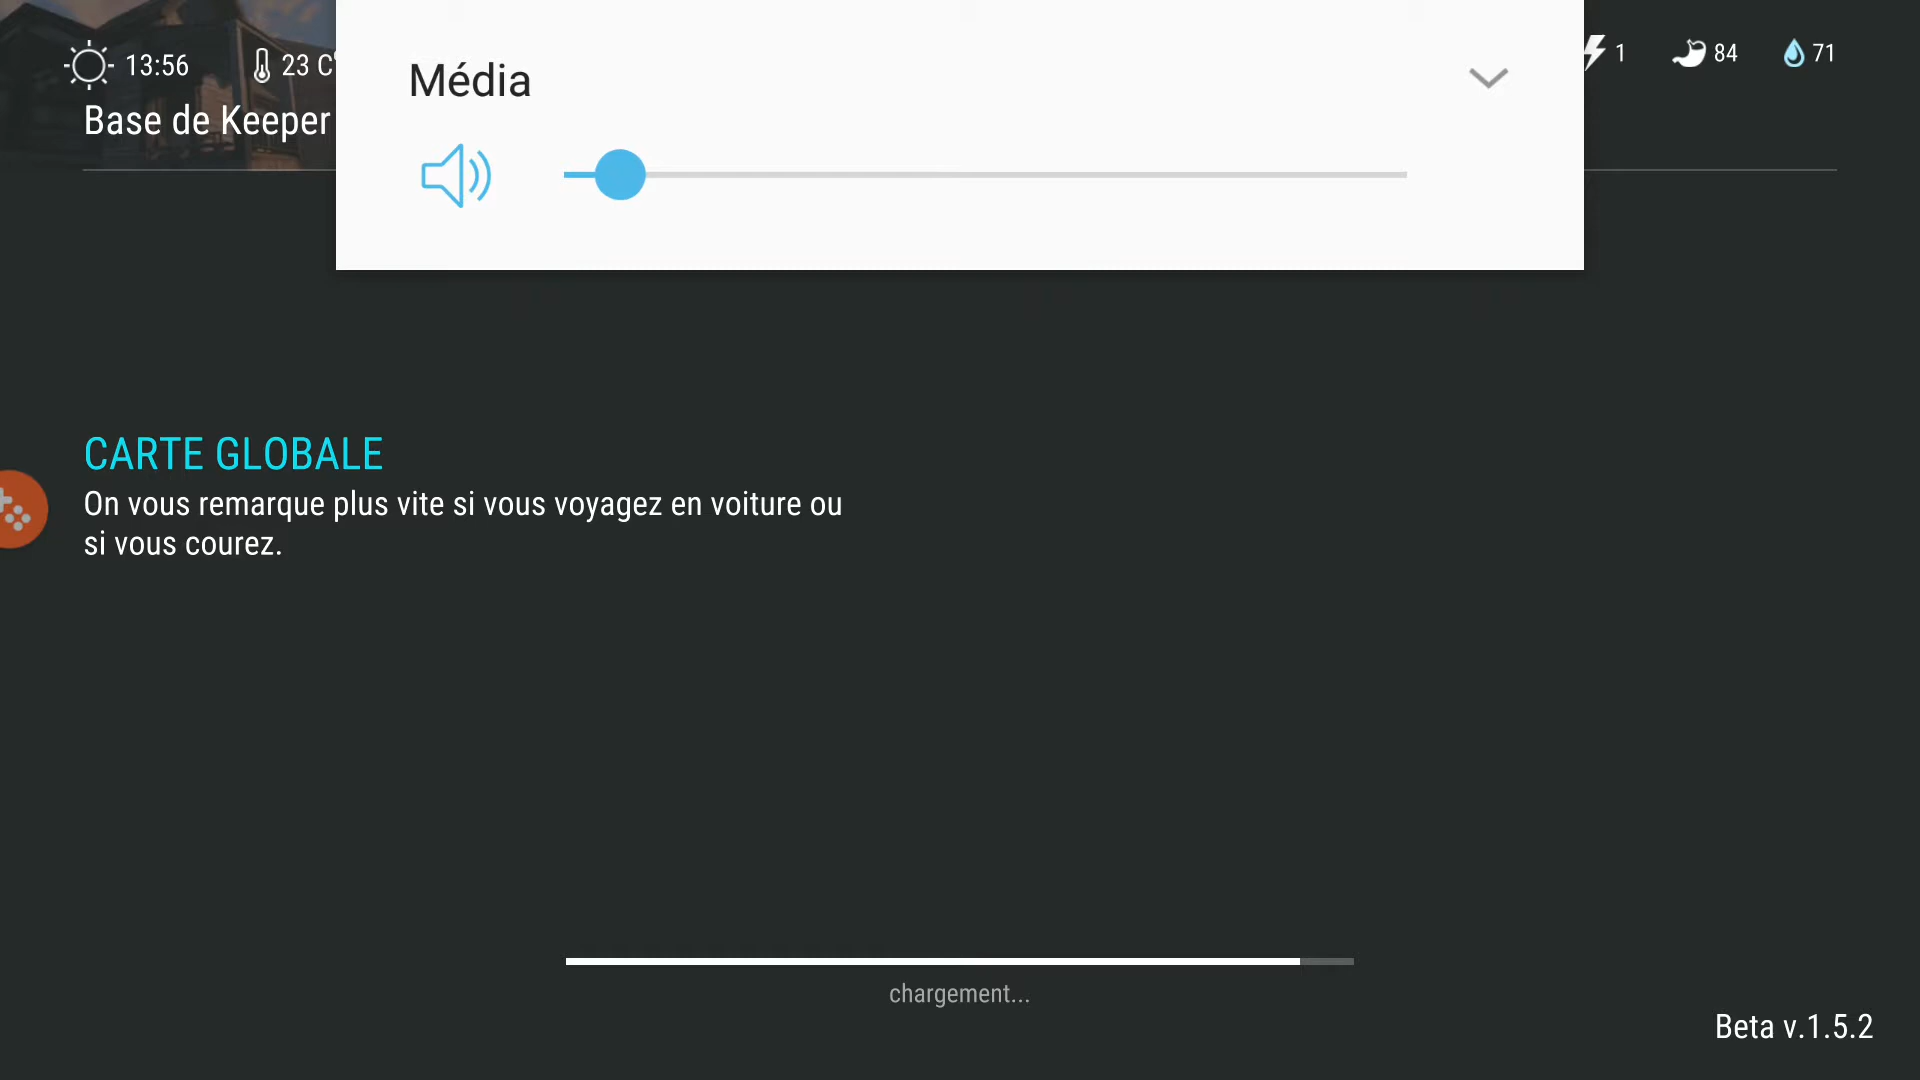 13:56
23 C°
Base de Keeper
Média
1
84
71
CARTE GLOBALE
On vous remarque plus vite si vous voyagez en voiture ou
si vous courez.
chargement...
Beta v.1.5.2